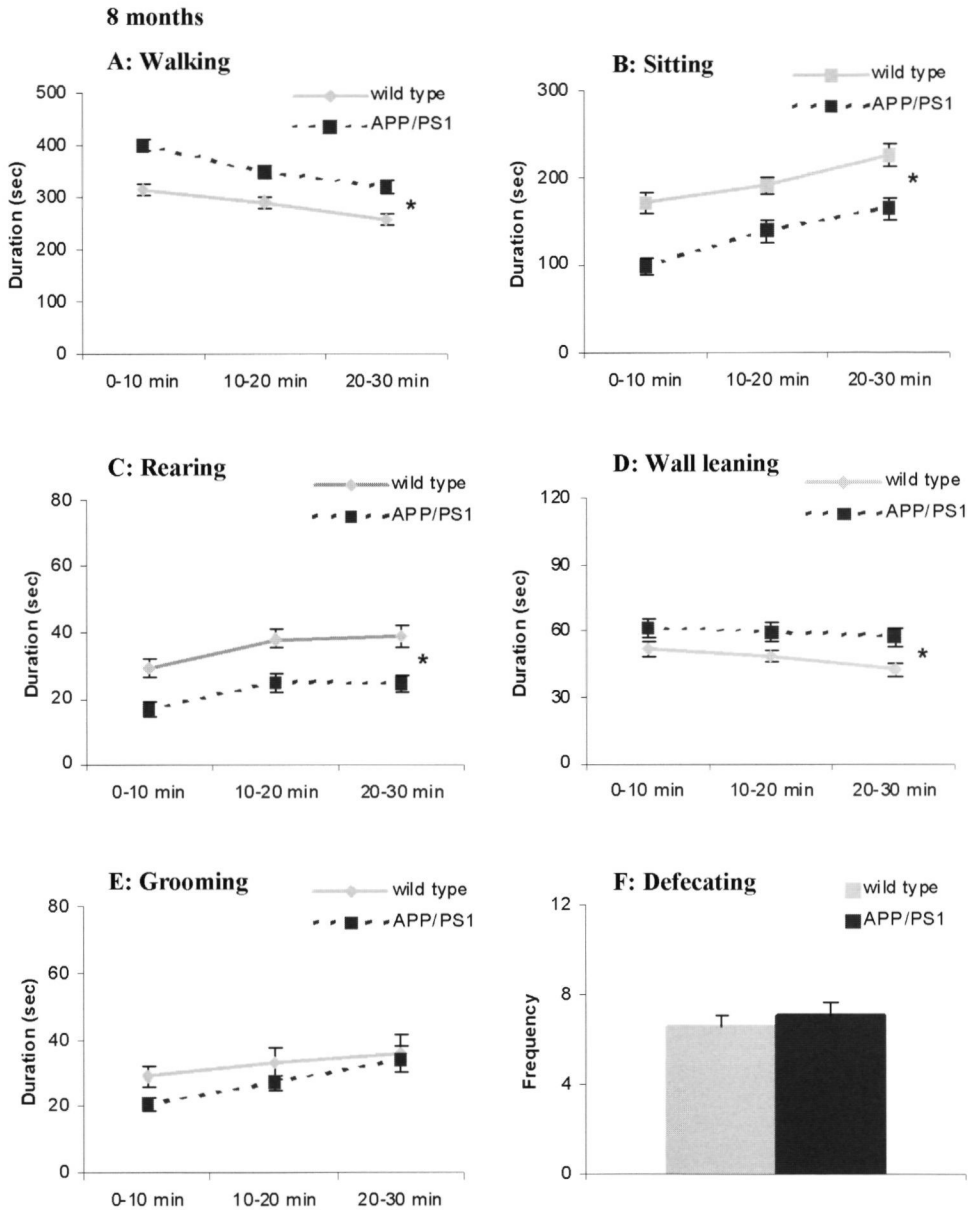 8 months
A: Walking
wild type
APP/PS1
Duration (sec)
500
400
300
200
100
0
0-10 min 10-20 min 20-30 min
*
B: Sitting
wild type
APP/PS1
Duration (sec)
300
200
100
0
0-10 min 10-20 min 20-30 min
*
C: Rearing
wild type
APP/PS1
Duration (sec)
80
60
40
20
0
0-10 min 10-20 min 20-30 min
*
D: Wall leaning
wild type
APP/PS1
Duration (sec)
120
90
60
30
0
0-10 min 10-20 min 20-30 min
*
E: Grooming
wild type
APP/PS1
Duration (sec)
80
60
40
20
0
0-10 min 10-20 min 20-30 min
F: Defecating
wild type
APP/PS1
Frequency
12
8
4
0